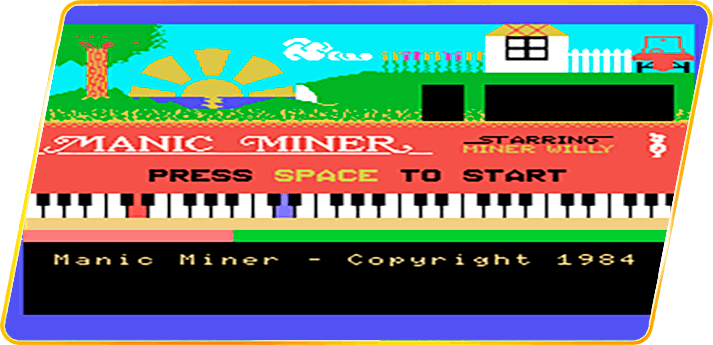 MANIC MINER
STARRING
MINER WILLY
PRESS SPACE TO START
Manic Miner - Copyright 1984